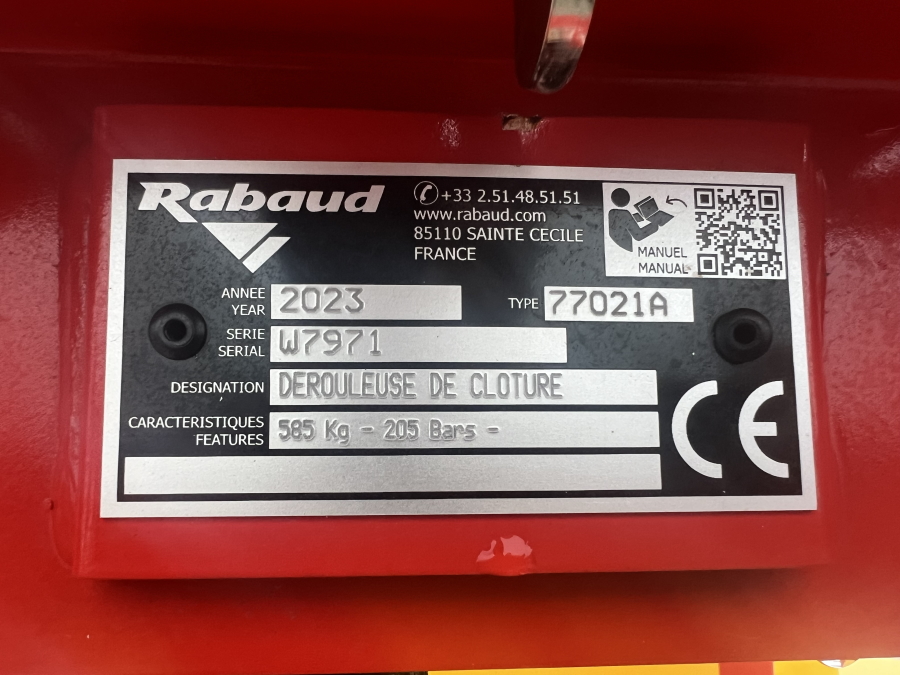 Rabaud
+33 2.51.48.51.51
www.rabaud.com
85110 SAINTE CECILE
FRANCE
MANUEL
MANUAL
ANNEE
YEAR
2023
TYPE
77021A
SERIE
SERIAL
W7971
DESIGNATION
DEROULEUSE DE CLOTURE
CARACTERISTIQUES
FEATURES
585 Kg - 205 Bars -
CE